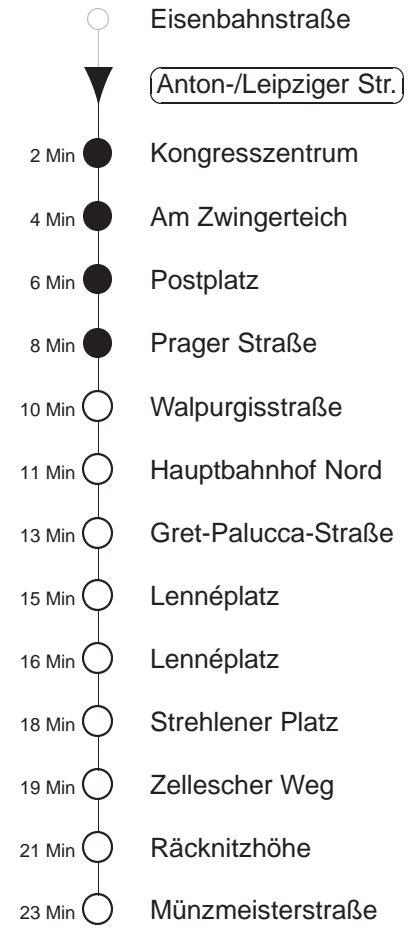 Eisenbahnstraße
Anton-/Leipziger Str.
2 Min Kongresszentrum
4 Min Am Zwingerteich
6 Min Postplatz
8 Min Prager Straße
10 Min Walpurgisstraße
11 Min Hauptbahnhof Nord
13 Min Gret-Palucca-Straße
15 Min Lennéplatz
16 Min Lennéplatz
18 Min Strehlener Platz
19 Min Zellescher Weg
21 Min Räcknitzhöhe
23 Min Münzmeisterstraße